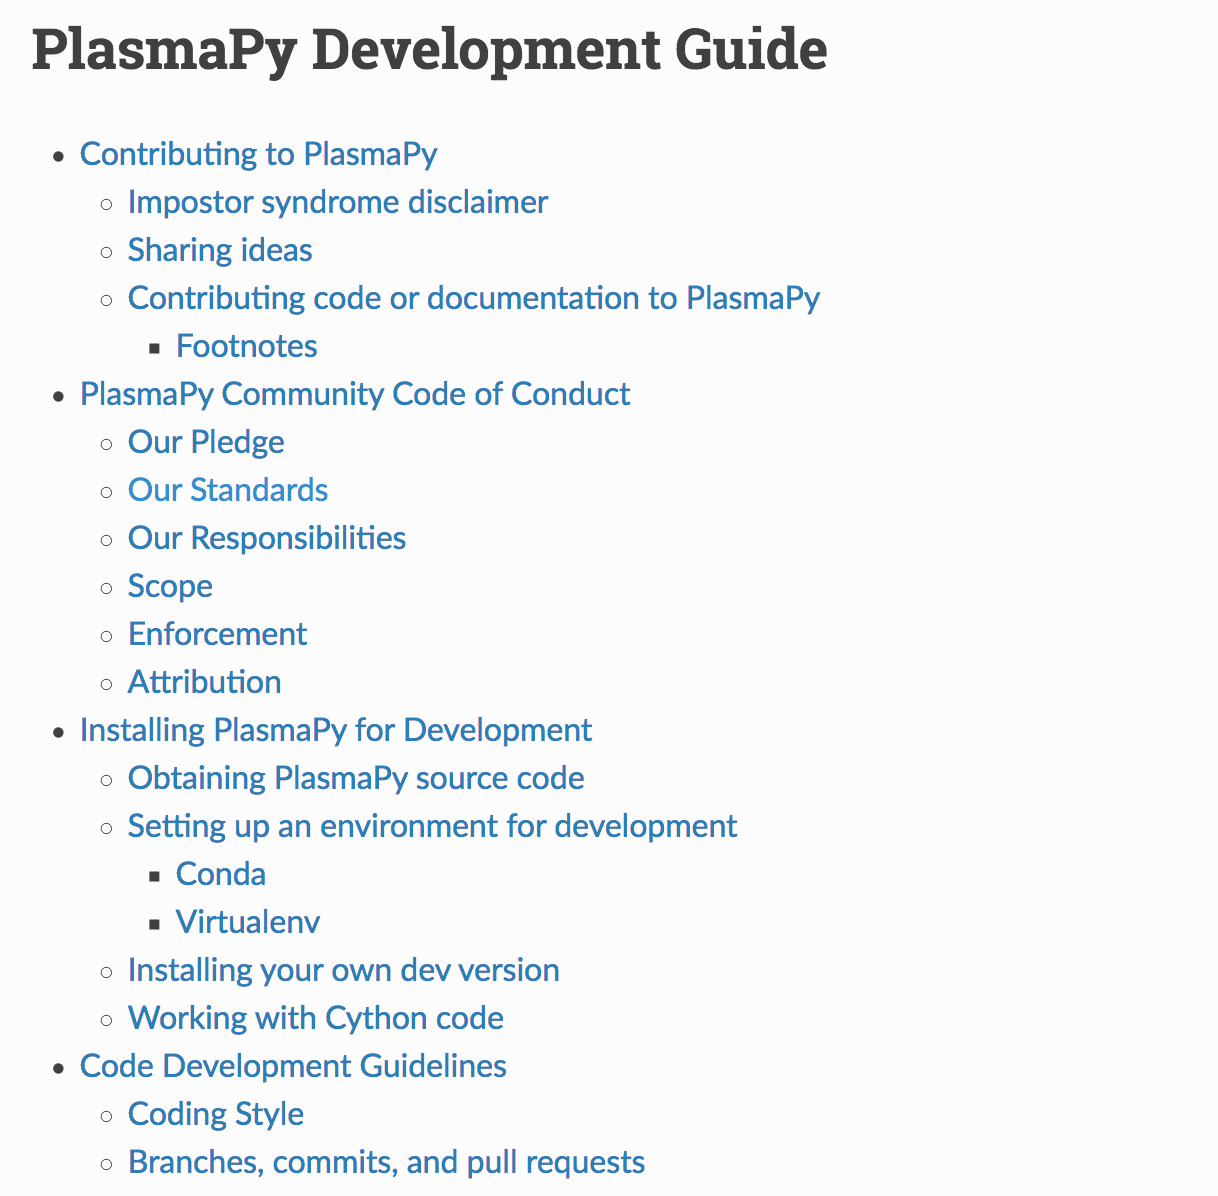 PlasmaPy Development Guide
Contributing to PlasmaPy
Impostor syndrome disclaimer
Sharing ideas
Contributing code or documentation to PlasmaPy
Footnotes
PlasmaPy Community Code of Conduct
Our Pledge
Our Standards
Our Responsibilities
Scope
Enforcement
Attribution
Installing PlasmaPy for Development
Obtaining PlasmaPy source code
Setting up an environment for development
Conda
Virtualenv
Installing your own dev version
Working with Cython code
Code Development Guidelines
Coding Style
Branches, commits, and pull requests